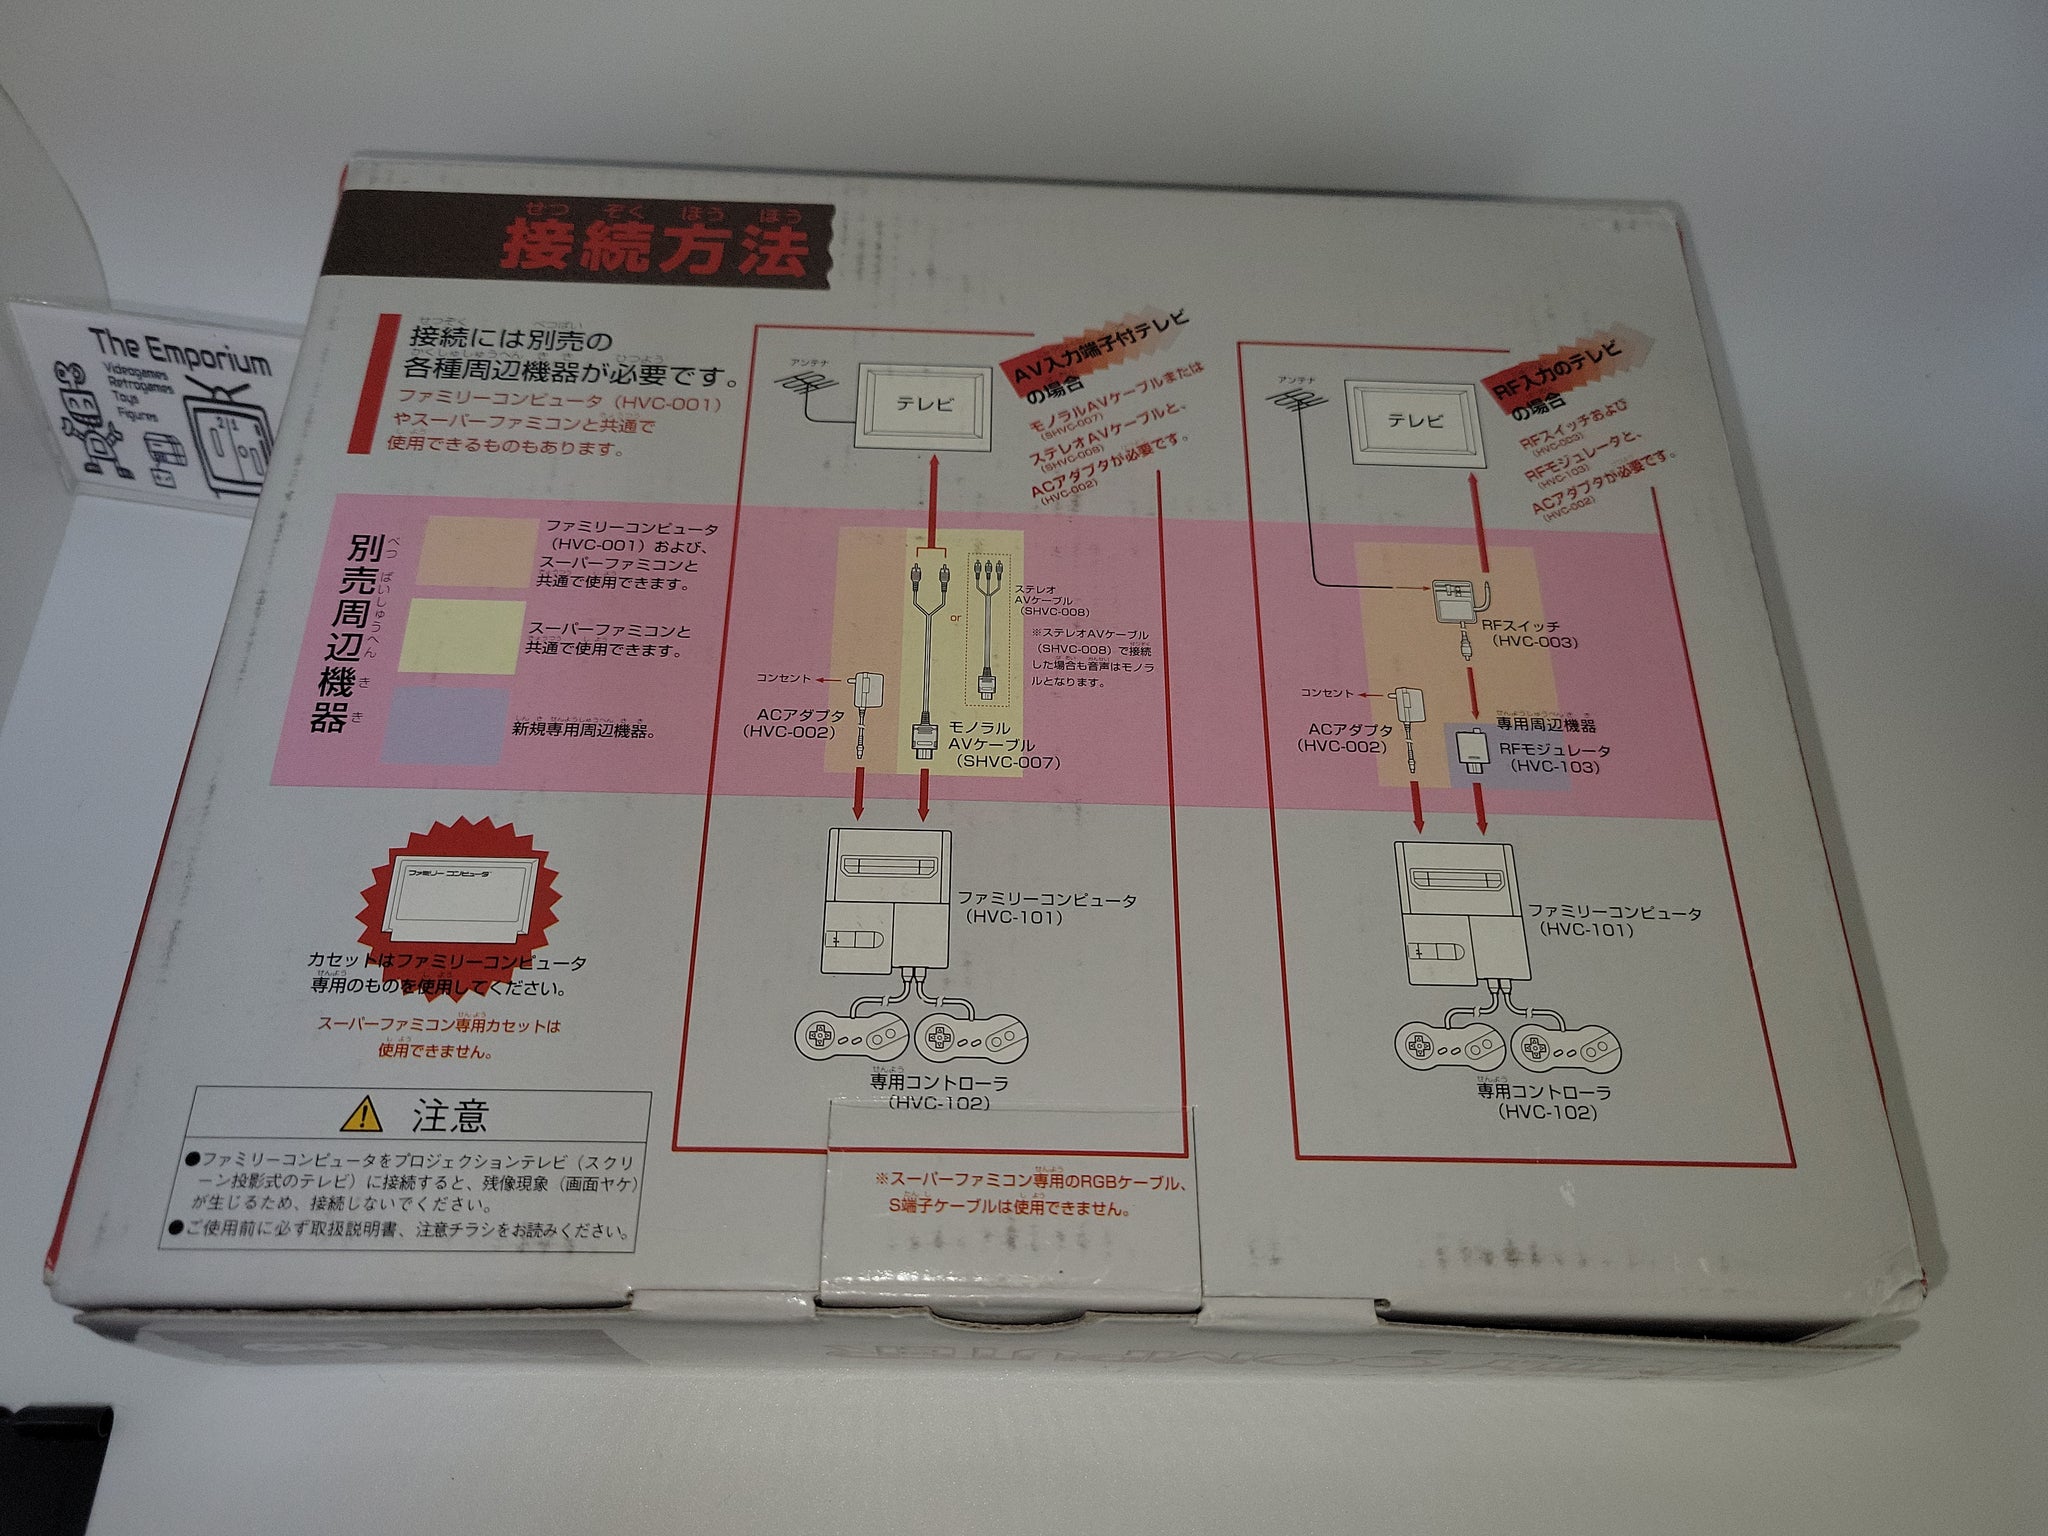 接続方法
せつ ぞく ほう ほう
The Emporium
Videogames
Retrogames
Toys
Figures
接続には別売の
各種周辺機器が必要です。
ファミリーコンピュータ(HVC-001)
やスーパーファミコンと共通で
使用できるものもあります。
別売周辺機器
べつばいしゅうへんきき
ファミリーコンピュータ
(HVC-001)および、
スーパーファミコンと
共通で使用できます。
スーパーファミコンと
共通で使用できます。
新規専用周辺機器。
ファミリーコンピュータ
カセットはファミリーコンピュータ
専用のものを使用してください。
スーパーファミコン専用カセットは
使用できません。
注意
●ファミリーコンピュータをプロジェクションテレビ(スクリ
ーン投影式のテレビ)に接続すると、残像現象(画面ヤケ)
が生じるため、接続しないでください。
●ご使用前に必ず取扱説明書、注意チラシをお読みください。
AV入力端子付テレビ
の場合
モノラルAVケーブルまたは
(SHVC-007)
ステレオAVケーブルと、
(SHVC-008)
ACアダプタが必要です。
(HVC-002)
アンテナ
テレビ
or
ステレオ
AVケーブル
(SHVC-008)
※ステレオAVケーブル
(SHVC-008)で接続
した場合も音声はモノラ
ルとなります。
コンセント
ACアダプタ
(HVC-002)
モノラル
AVケーブル
(SHVC-007)
ファミリーコンピュータ
(HVC-101)
専用コントローラ
(HVC-102)
※スーパーファミコン専用のRGBケーブル、
S端子ケーブルは使用できません。
RF入力のテレビ
の場合
RFスイッチおよび
(HVC-003)
RFモジュレータと、
(HVC-103)
ACアダプタが必要です。
(HVC-002)
アンテナ
テレビ
RFスイッチ
(HVC-003)
コンセント
ACアダプタ
(HVC-002)
専用周辺機器
RFモジュレータ
(HVC-103)
ファミリーコンピュータ
(HVC-101)
専用コントローラ
(HVC-102)